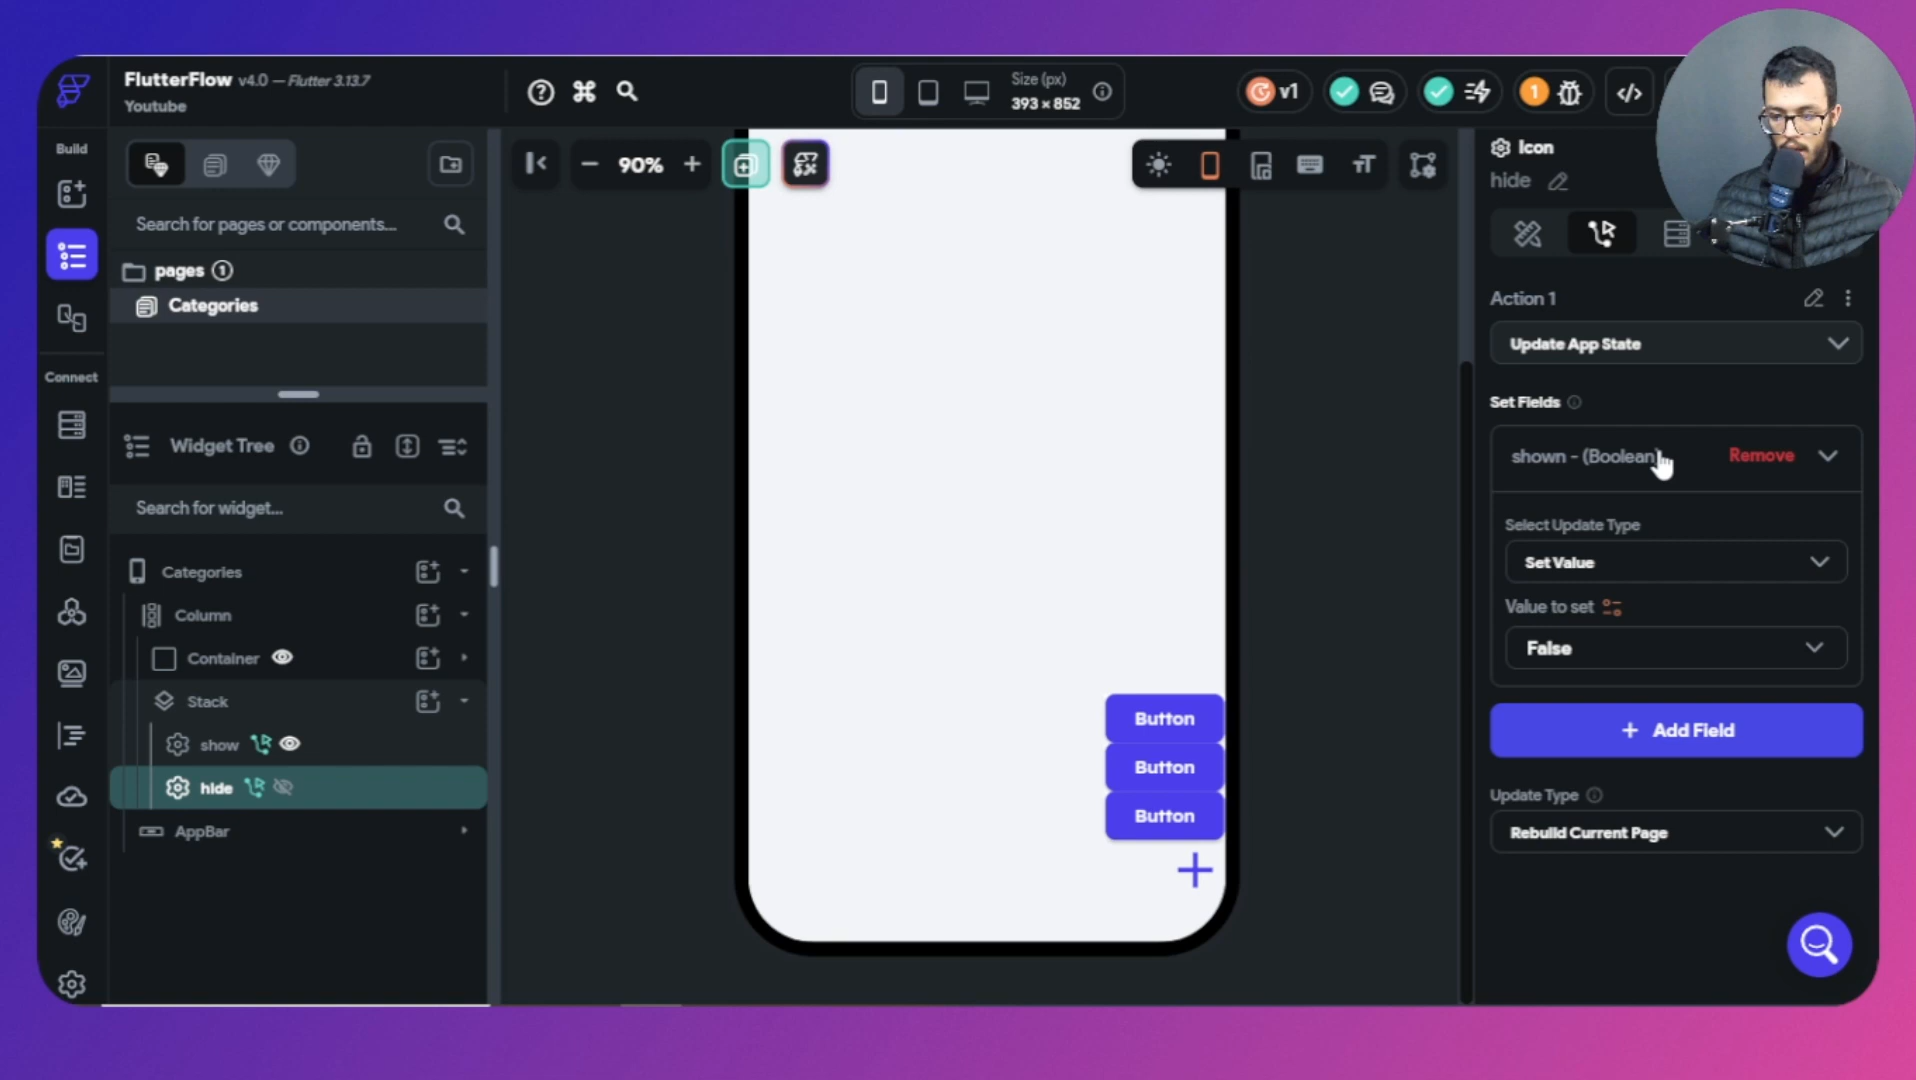 FlutterFlow v4.0 — Flutter 3.13.7
Youtube
Size (px)
393 × 852
v1
1
Build
Connect
Search for pages or components...
pages 1
Categories
Widget Tree
Search for widget...
Categories
Column
Container
Stack
show
hide
AppBar
90%
Button
Button
Button
Icon
hide
Action 1
Update App State
Set Fields
shown - (Boolean)
Remove
Select Update Type
Set Value
Value to set
False
+ Add Field
Update Type
Rebuild Current Page